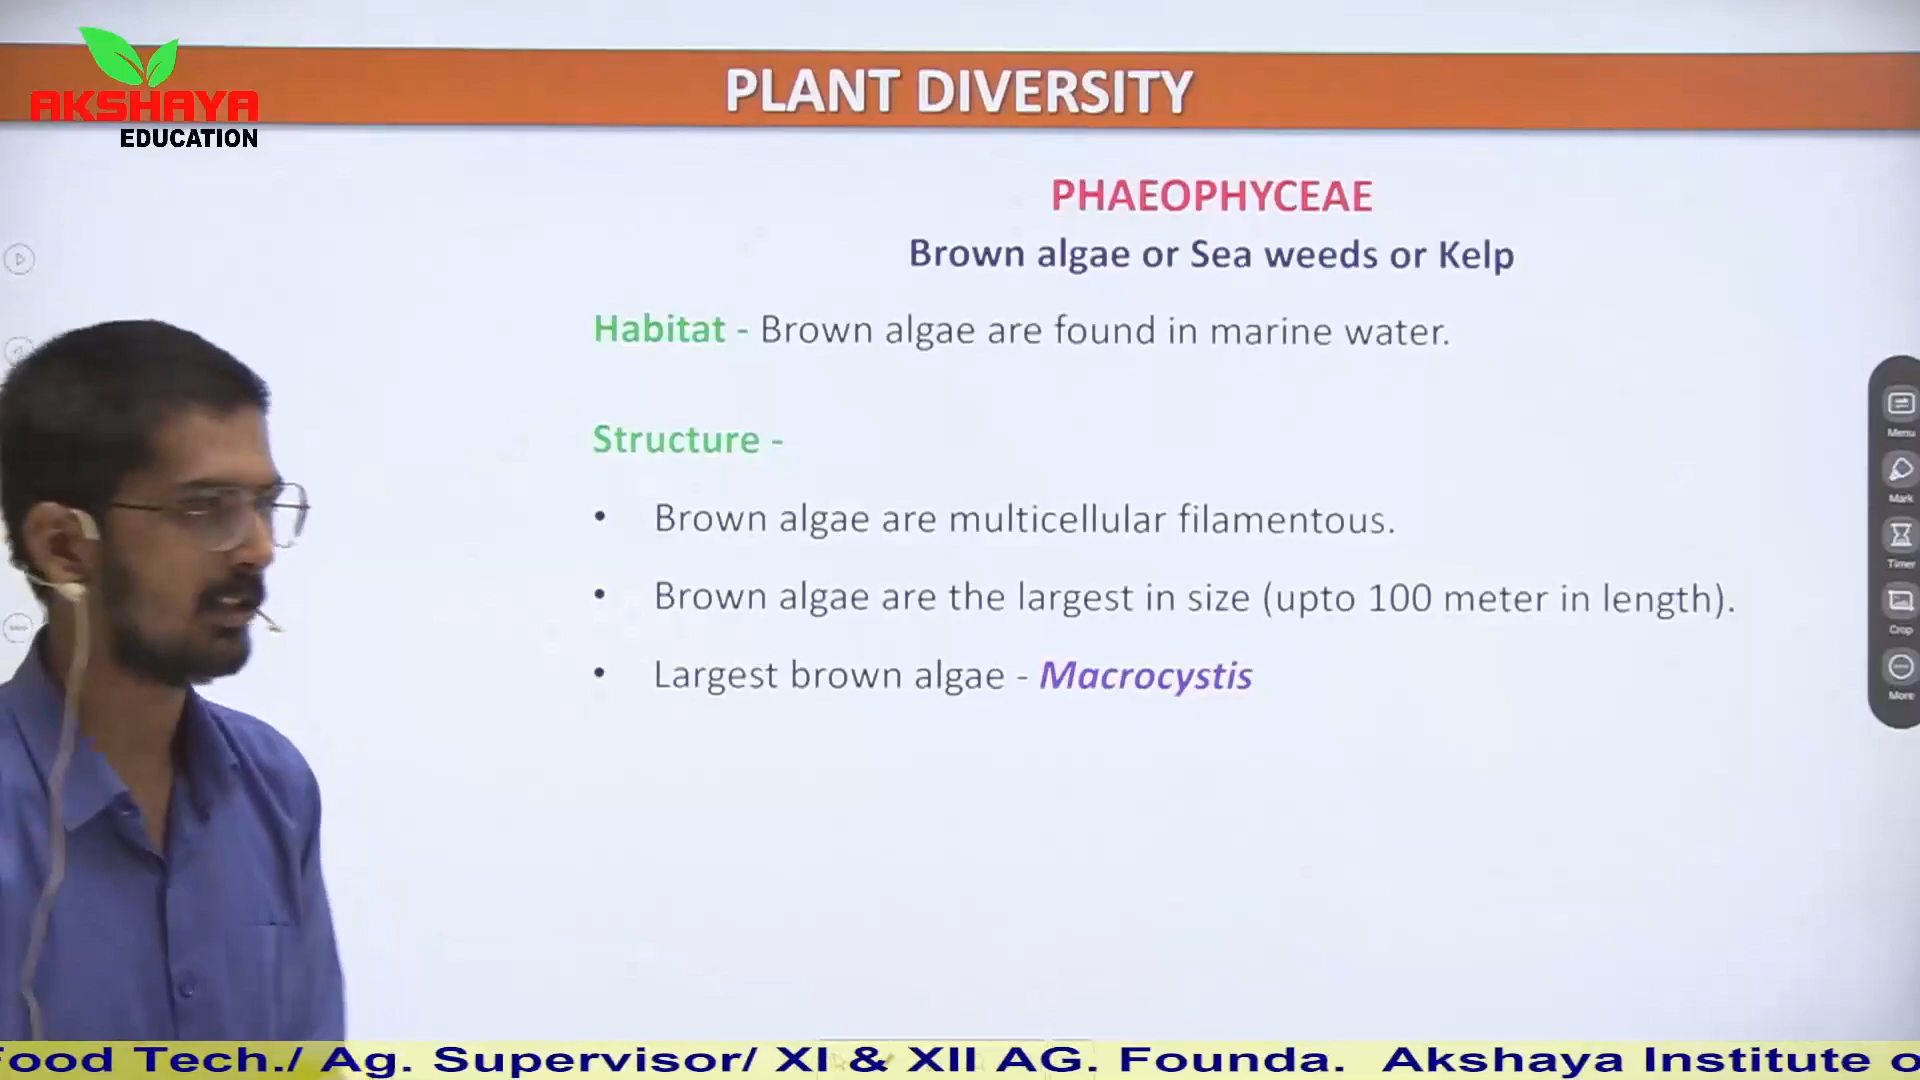 AKSHAYA
EDUCATION
PLANT DIVERSITY
PHAEOPHYCEAE
Brown algae or Sea weeds or Kelp
Habitat - Brown algae are found in marine water.
Structure -
• Brown algae are multicellular filamentous.
• Brown algae are the largest in size (upto 100 meter in length).
• Largest brown algae - Macrocystis
Menu
Mark
Timer
Crop
More
Food Tech./ Ag. Supervisor/ XI & XII AG. Founda. Akshaya Institute o